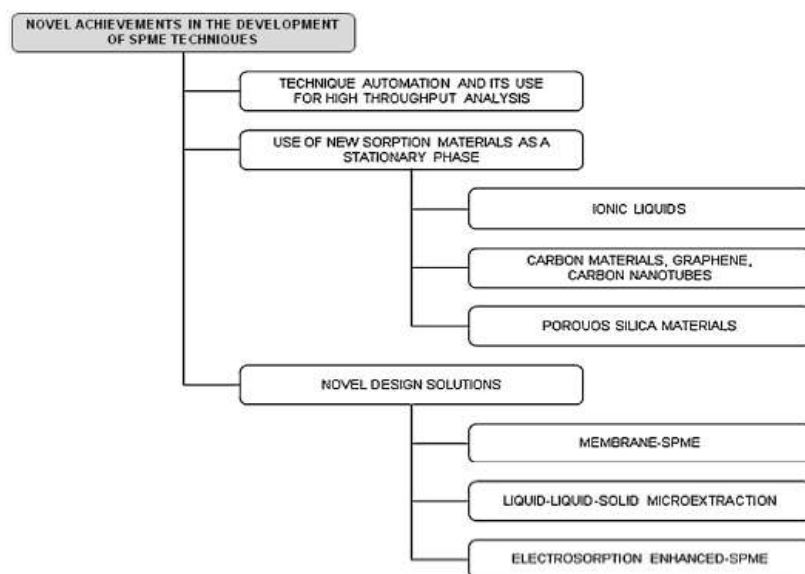 NOVEL ACHIEVEMENTS IN THE DEVELOPMENT
OF SPME TECHNIQUES
TECHNIQUE AUTOMATION AND ITS USE
FOR HIGH THROUGHPUT ANALYSIS
USE OF NEW SORPTION MATERIALS AS A
STATIONARY PHASE
IONIC LIQUIDS
CARBON MATERIALS, GRAPHENE,
CARBON NANOTUBES
POROUOS SILICA MATERIALS
NOVEL DESIGN SOLUTIONS
MEMBRANE-SPME
LIQUID-LIQUID-SOLID MICROEXTRACTION
ELECTROSORPTION ENHANCED-SPME